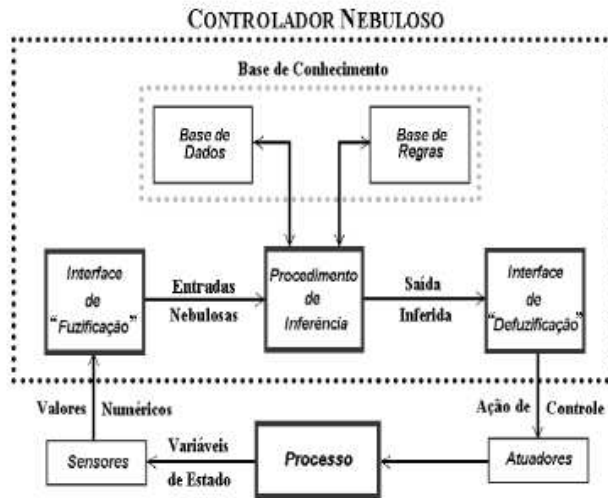 CONTROLADOR NEBULOSO
Base de Conhecimento
Base de
Dados
Base de
Regras
Interface
de
“Fuzificação”
Entradas
Nebulosas
Procedimento
de
Inferência
Saída
Inferida
Interface
de
“Defuzificação”
Valores Numéricos
Ação de Controle
Sensores
Variáveis
de Estado
Processo
Atuadores